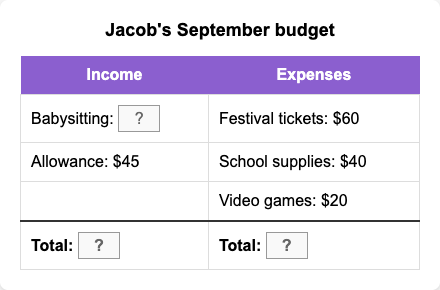 Jacob's September budget
Income Expenses
Babysitting: ? Festival tickets: $60
Allowance: $45 School supplies: $40
Video games: $20
Total: ? Total: ?